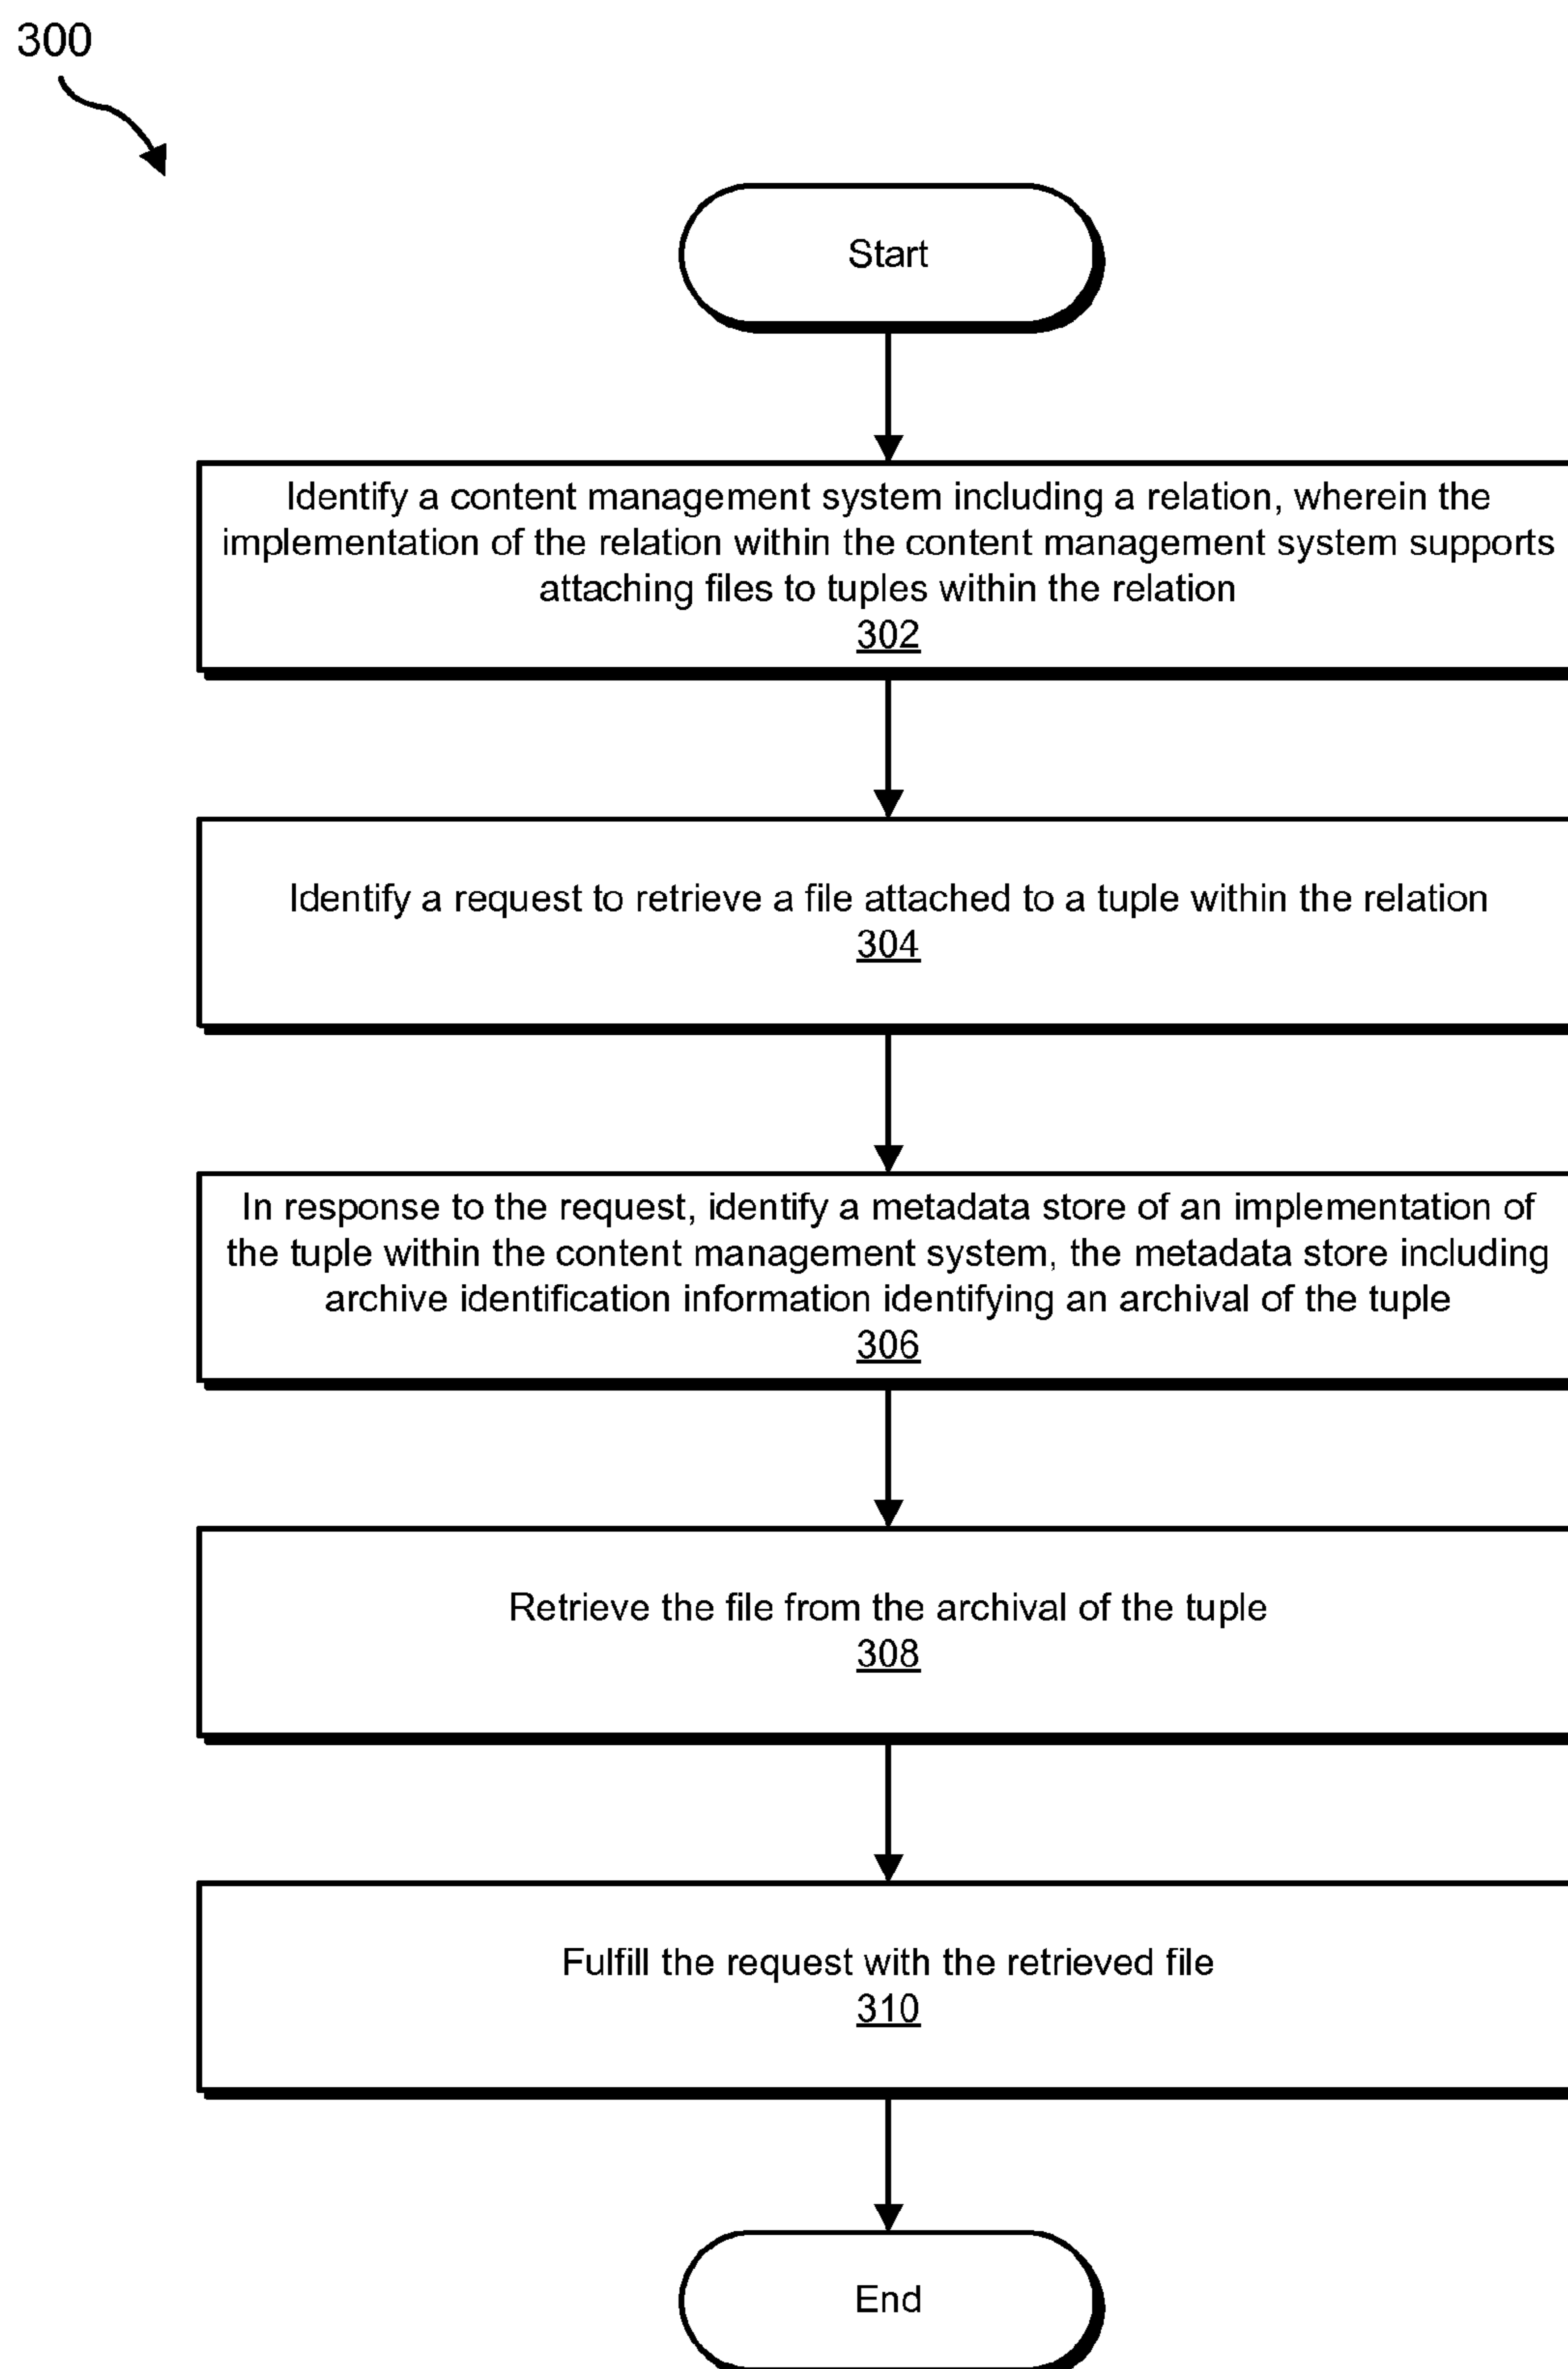 300
Start
Identify a content management system including a relation, wherein the
implementation of the relation within the content management system supports
attaching files to tuples within the relation
302
Identify a request to retrieve a file attached to a tuple within the relation
304
In response to the request, identify a metadata store of an implementation of
the tuple within the content management system, the metadata store including
archive identification information identifying an archival of the tuple
306
Retrieve the file from the archival of the tuple
308
Fulfill the request with the retrieved file
310
End